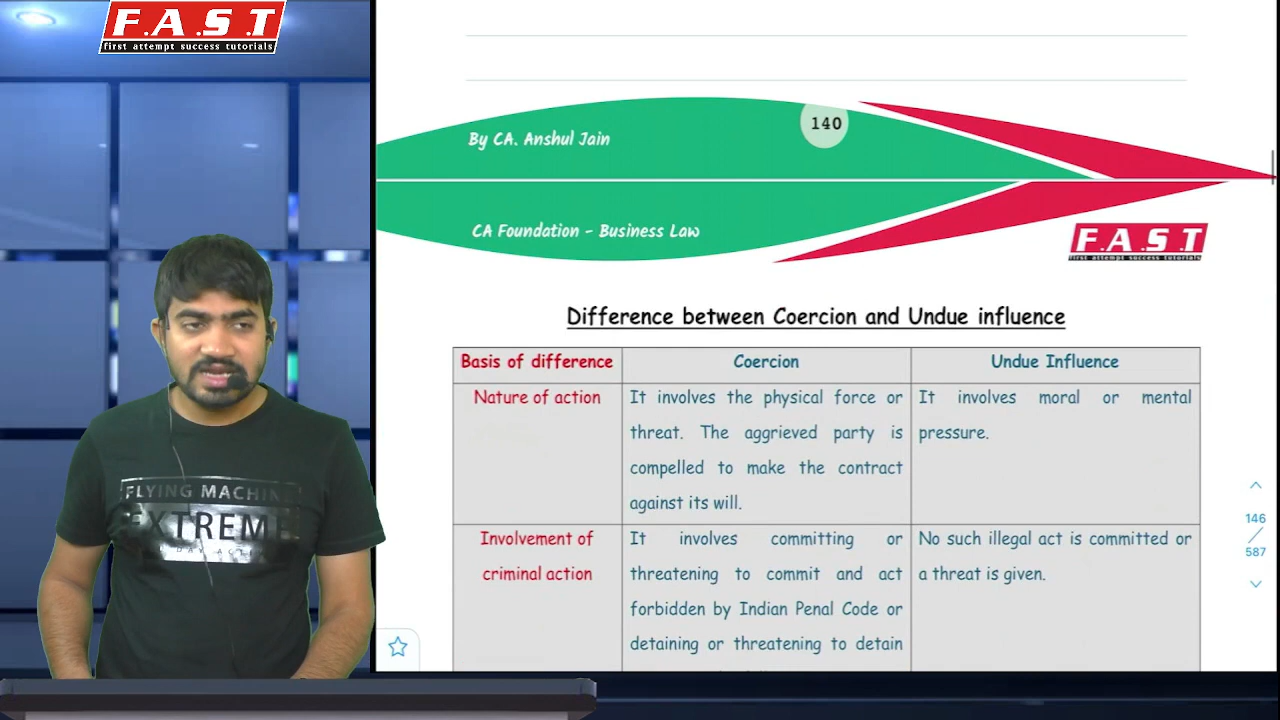 F.A.S.T
first attempt success tutorials
By CA. Anshul Jain
140
CA Foundation - Business Law
F.A.S.T
first attempt success tutorials
Difference between Coercion and Undue influence
Basis of difference
Coercion
Undue Influence
Nature of action
It involves the physical force or
threat. The aggrieved party is
compelled to make the contract
against its will.
It involves moral or mental
pressure.
Involvement of
criminal action
It involves committing or
threatening to commit and act
forbidden by Indian Penal Code or
detaining or threatening to detain
No such illegal act is committed or
a threat is given.
146
587
FLYING MACHINE
EXTREME